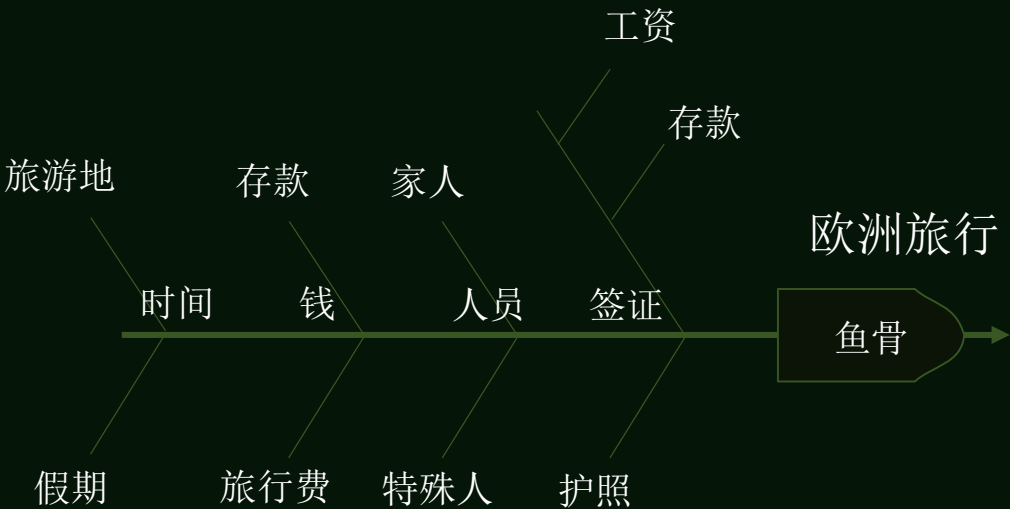 工资
存款
旅游地
存款
家人
欧洲旅行
时间
钱
人员
签证
鱼骨
假期
旅行费
特殊人
护照